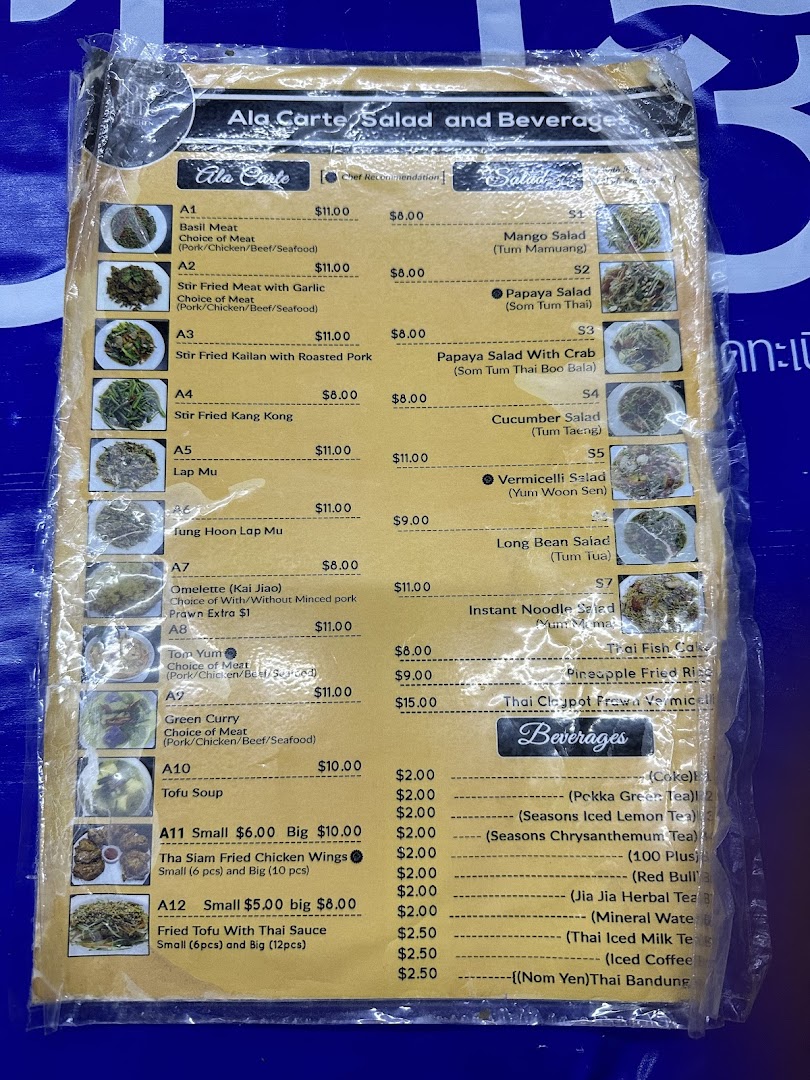 Ala Carte, Salad and Beverages
Ala Carte
[Chef Recommendation]
A1 $11.00
Basil Meat
Choice of Meat
(Pork/Chicken/Beef/Seafood)
A2 $11.00
Stir Fried Meat with Garlic
Choice of Meat
(Pork/Chicken/Beef/Seafood)
A3 $11.00
Stir Fried Kailan with Roasted Pork
A4 $8.00
Stir Fried Kang Kong
A5 $11.00
Lap Mu
A6 $11.00
Tung Hoon Lap Mu
A7 $8.00
Omelette (Kai Jiao)
Choice of With/Without Minced pork
Prawn Extra $1
A8 $11.00
Tom Yum
Choice of Meat
(Pork/Chicken/Beef/Seafood)
A9 $11.00
Green Curry
Choice of Meat
(Pork/Chicken/Beef/Seafood)
A10 $10.00
Tofu Soup
A11 Small $6.00 Big $10.00
Tha Siam Fried Chicken Wings
Small (6 pcs) and Big (10 pcs)
A12 Small $5.00 big $8.00
Fried Tofu With Thai Sauce
Small (6pcs) and Big (12pcs)
Salad
$8.00 S1
Mango Salad
(Tum Mamuang)
$8.00 S2
Papaya Salad
(Som Tum Thai)
$8.00 S3
Papaya Salad With Crab
(Som Tum Thai Boo Bala)
$8.00 S4
Cucumber Salad
(Tum Taeng)
$11.00 S5
Vermicelli Salad
(Yum Woon Sen)
$9.00
Long Bean Salad
(Tum Tua)
$11.00 S7
Instant Noodle Salad
(Yum Mama)
$8.00 Thai Fish Cake
$9.00 Pineapple Fried Rice
$15.00 Thai Claypot Prawn Vermicelli
Beverages
$2.00 (Coke)
$2.00 (Pokka Green Tea)
$2.00 (Seasons Iced Lemon Tea)
$2.00 (Seasons Chrysanthemum Tea)
$2.00 (100 Plus)
$2.00 (Red Bull)
$2.00 (Jia Jia Herbal Tea
$2.00 (Mineral Water
$2.50 (Thai Iced Milk Tea
$2.50 (Iced Coffee
$2.50 [(Nom Yen)Thai Bandung